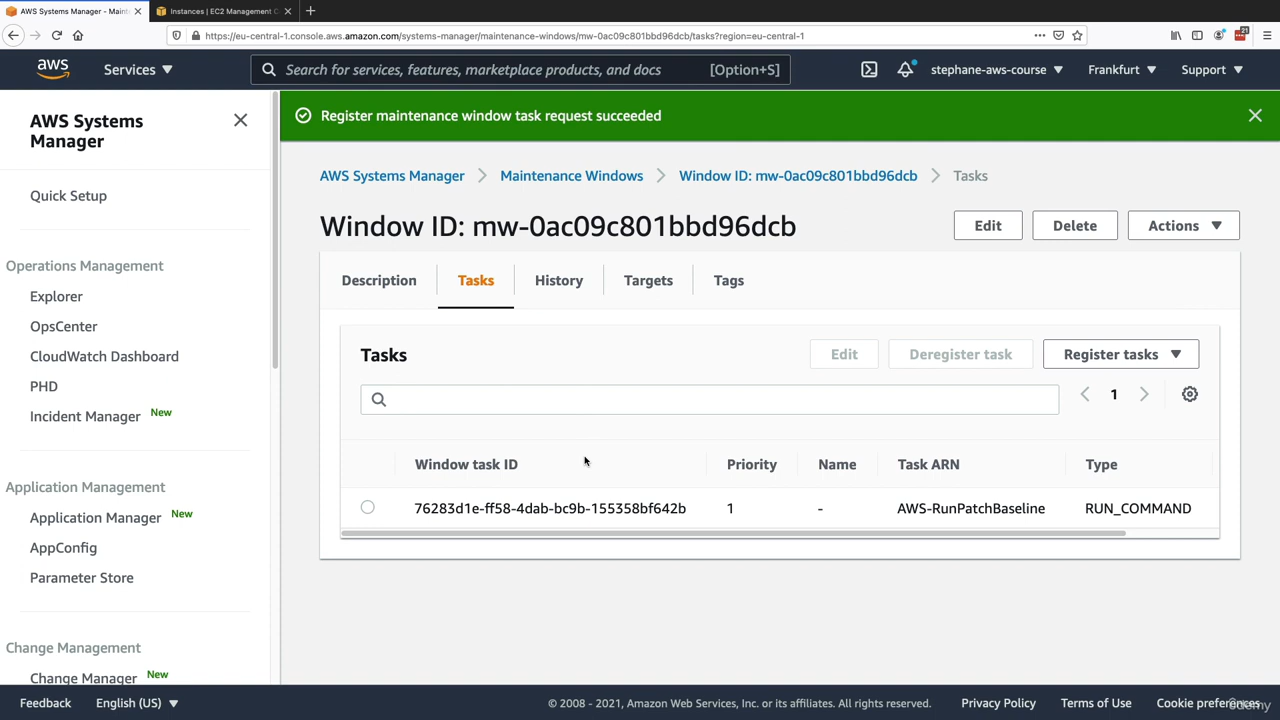 AWS Systems Manager - Maint
Instances | EC2 Management C
https://eu-central-1.console.aws.amazon.com/systems-manager/maintenance-windows/mw-0ac09c801bbd96dcb/tasks?region=eu-central-1
21
aws
Services
Search for services, features, marketplace products, and docs
[Option+S]
stephane-aws-course
Frankfurt
Support
AWS Systems
Manager
Quick Setup
Operations Management
Explorer
OpsCenter
CloudWatch Dashboard
PHD
Incident Manager New
Application Management
Application Manager New
AppConfig
Parameter Store
Change Management
Change Manager New
Register maintenance window task request succeeded
AWS Systems Manager
Maintenance Windows
Window ID: mw-0ac09c801bbd96dcb
Tasks
Window ID: mw-0ac09c801bbd96dcb
Edit
Delete
Actions
Description
Tasks
History
Targets
Tags
Tasks
Edit
Deregister task
Register tasks
1
Window task ID
Priority
Name
Task ARN
Type
76283d1e-ff58-4dab-bc9b-155358bf642b
1
-
AWS-RunPatchBaseline
RUN_COMMAND
Feedback
English (US)
© 2008 - 2021, Amazon Web Services, Inc. or its affiliates. All rights reserved.
Privacy Policy
Terms of Use
Cookie preferences
Udemy